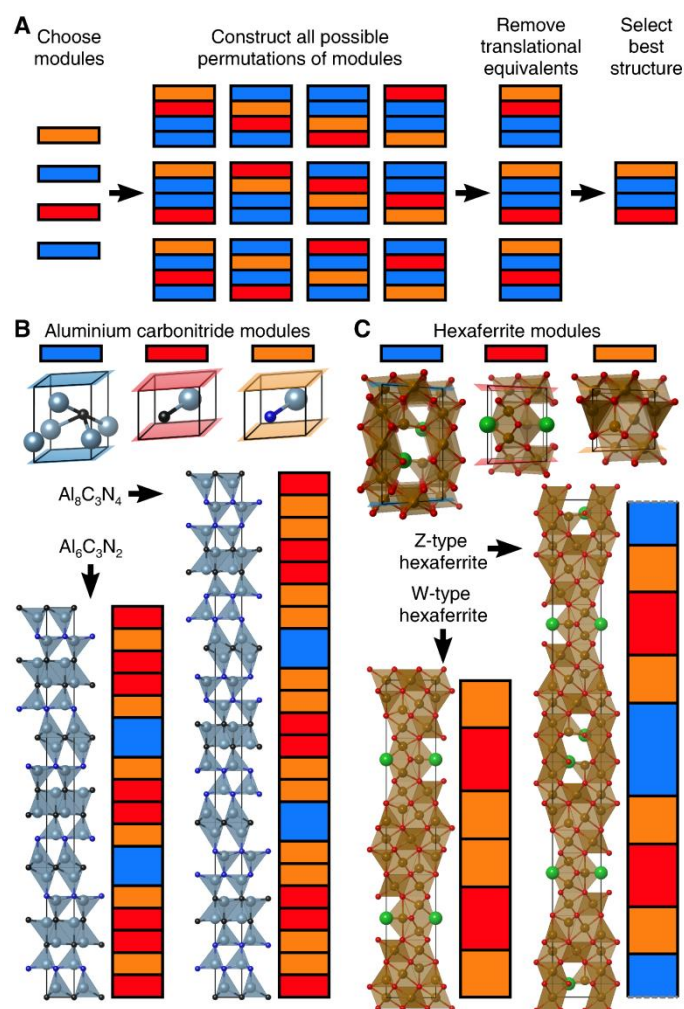 A
Choose
modules
Construct all possible
permutations of modules
Remove
translational
equivalents
Select
best
structure
B
Aluminium carbonitride modules
Al₈C₃N₄
Al₆C₃N₂
C
Hexaferrite modules
Z-type
hexaferrite
W-type
hexaferrite